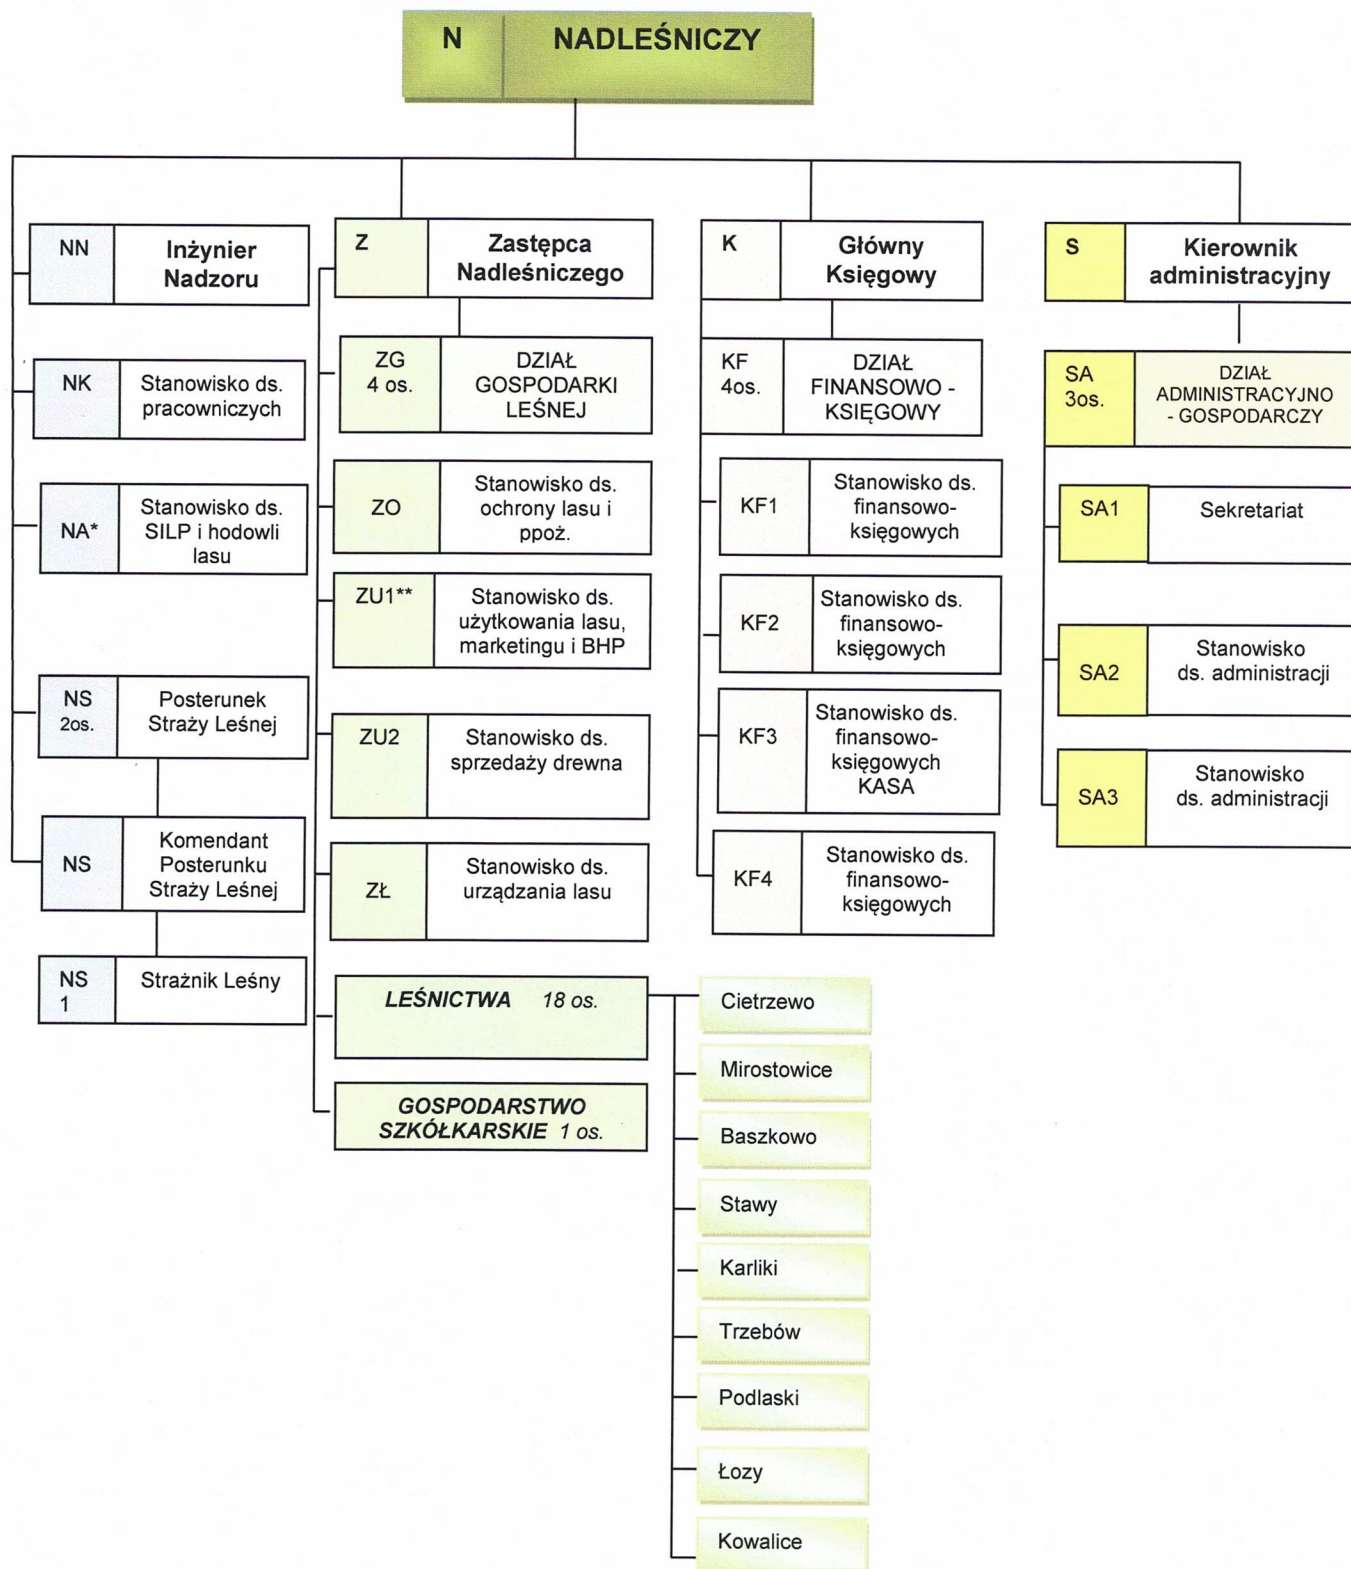 N NADLEŚNICZY
NN Inżynier
Nadzoru
NK Stanowisko ds.
pracowniczych
NA* Stanowisko ds.
SILP i hodowli
lasu
NS Posterunek
2os. Straży Leśnej
NS Komendant
Posterunku
Straży Leśnej
NS Strażnik Leśny
1
Z Zastępca
Nadleśniczego
ZG DZIAŁ
4 os. GOSPODARKI
LEŚNEJ
ZO Stanowisko ds.
ochrony lasu i
ppoż.
ZU1** Stanowisko ds.
użytkowania lasu,
marketingu i BHP
ZU2 Stanowisko ds.
sprzedaży drewna
ZŁ Stanowisko ds.
urządzania lasu
LEŚNICTWA 18 os.
GOSPODARSTWO
SZKÓŁKARSKIE 1 os.
Cietrzewo
Mirostowice
Baszkowo
Stawy
Karliki
Trzebów
Podlaski
Łozy
Kowalice
K Główny
Księgowy
KF DZIAŁ
4os. FINANSOWO -
KSIĘGOWY
KF1 Stanowisko ds.
finansowo-
księgowych
KF2 Stanowisko ds.
finansowo-
księgowych
KF3 Stanowisko ds.
finansowo-
księgowych
KASA
KF4 Stanowisko ds.
finansowo-
księgowych
S Kierownik
administracyjny
SA DZIAŁ
3os. ADMINISTRACYJNO
- GOSPODARCZY
SA1 Sekretariat
SA2 Stanowisko
ds. administracji
SA3 Stanowisko
ds. administracji